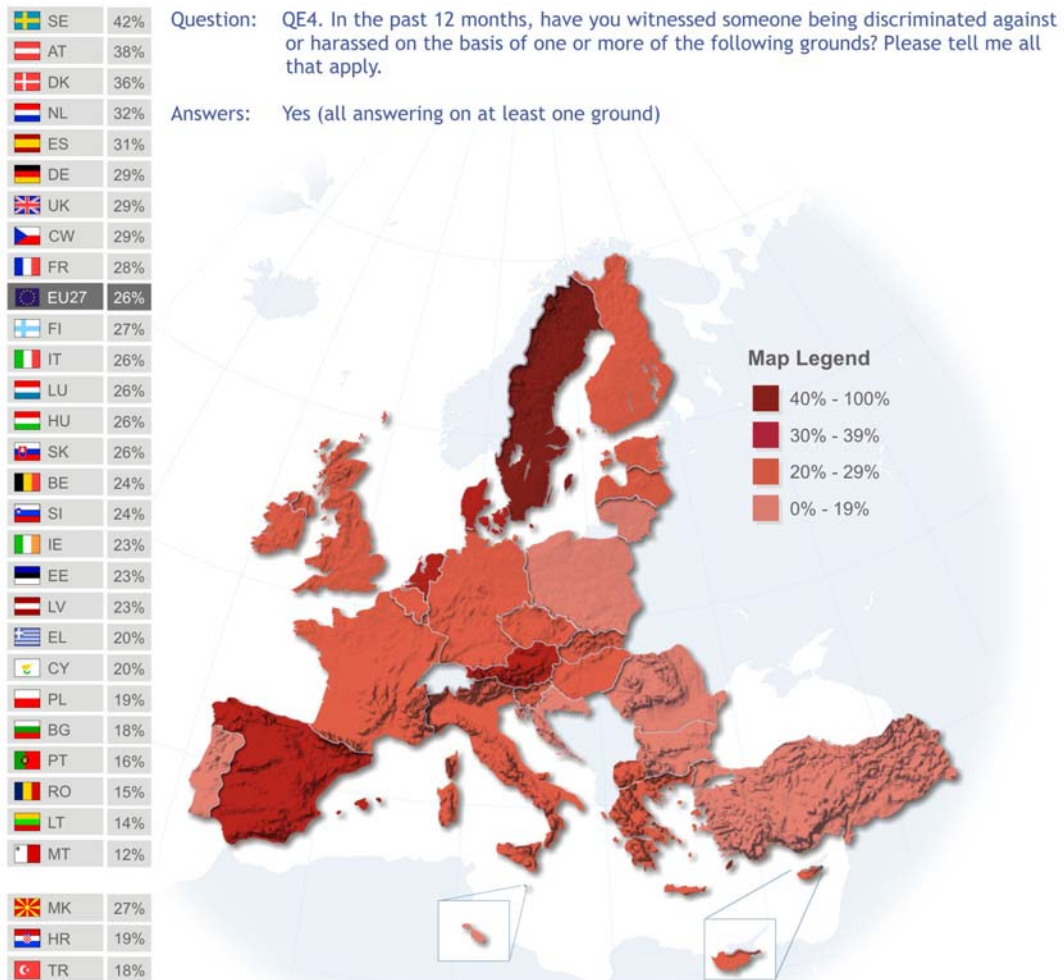 Question: QE4. In the past 12 months, have you witnessed someone being discriminated against
or harassed on the basis of one or more of the following grounds? Please tell me all
that apply.
Answers: Yes (all answering on at least one ground)
SE 42%
AT 38%
DK 36%
NL 32%
ES 31%
DE 29%
UK 29%
CW 29%
FR 28%
EU27 26%
FI 27%
IT 26%
LU 26%
HU 26%
SK 26%
BE 24%
SI 24%
IE 23%
EE 23%
LV 23%
EL 20%
CY 20%
PL 19%
BG 18%
PT 16%
RO 15%
LT 14%
MT 12%
MK 27%
HR 19%
TR 18%
Map Legend
40% - 100%
30% - 39%
20% - 29%
0% - 19%